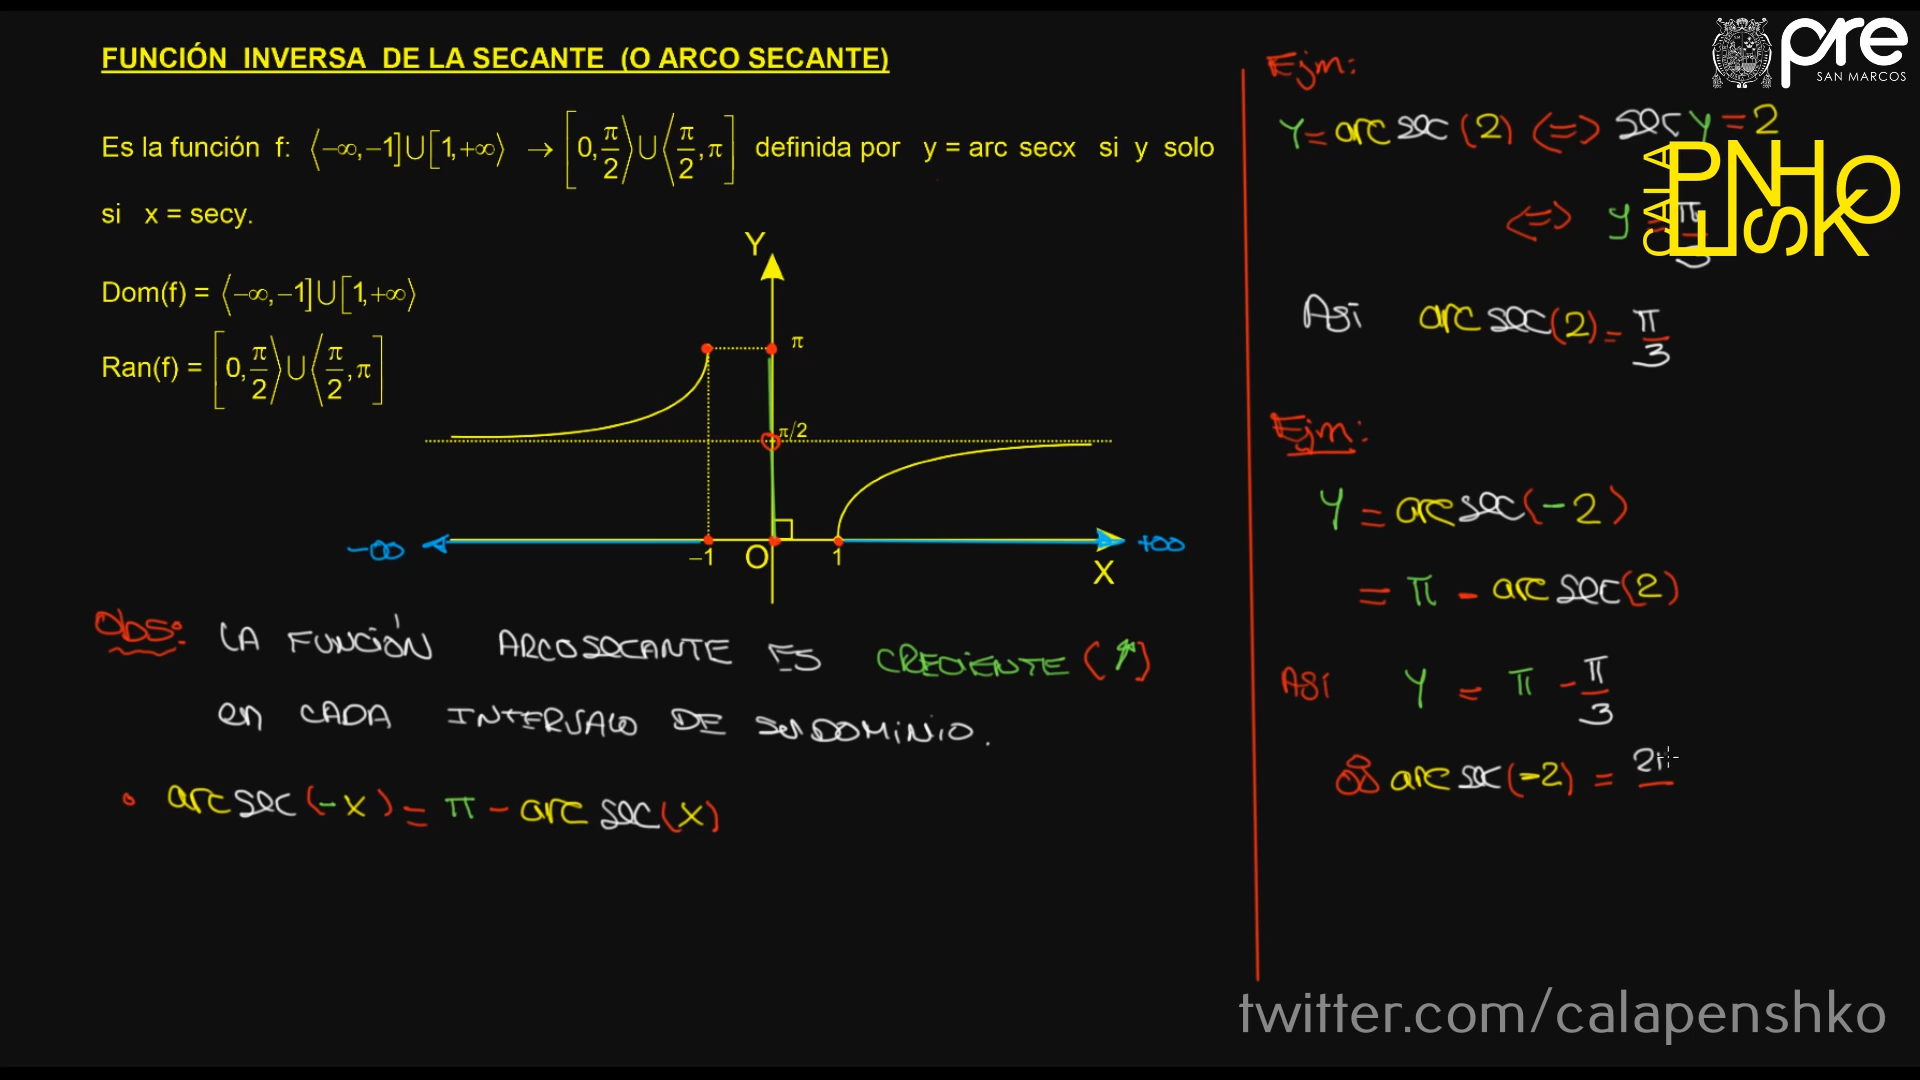 FUNCIÓN INVERSA DE LA SECANTE (O ARCO SECANTE)
Es la función f: ⟨−∞,−1]∪[1,+∞⟩ → [0, π/2⟩∪⟨π/2, π] definida por y = arc secx si y solo
si x = secy.
Dom(f) = ⟨−∞,−1]∪[1,+∞⟩
Ran(f) = [0, π/2⟩∪⟨π/2, π]
Y
π
π/2
−∞
−1
O
1
X
+∞
Obs: LA FUNCIÓN ARCOSECANTE ES CRECIENTE (↑)
en CADA INTERVALO DE SU DOMINIO.
• arc sec(-x) = π - arc sec(x)
Ejm:
Y = arc sec (2) <=> sec y = 2
<=> y = π/3
Asi arc sec(2) = π/3
Ejm:
Y = arc sec(-2)
= π - arc sec(2)
ASI Y = π - π/3
∴ arc sec(-2) = 2π
pre
SAN MARCOS
CALA
PENSHKO
twitter.com/calapenshko